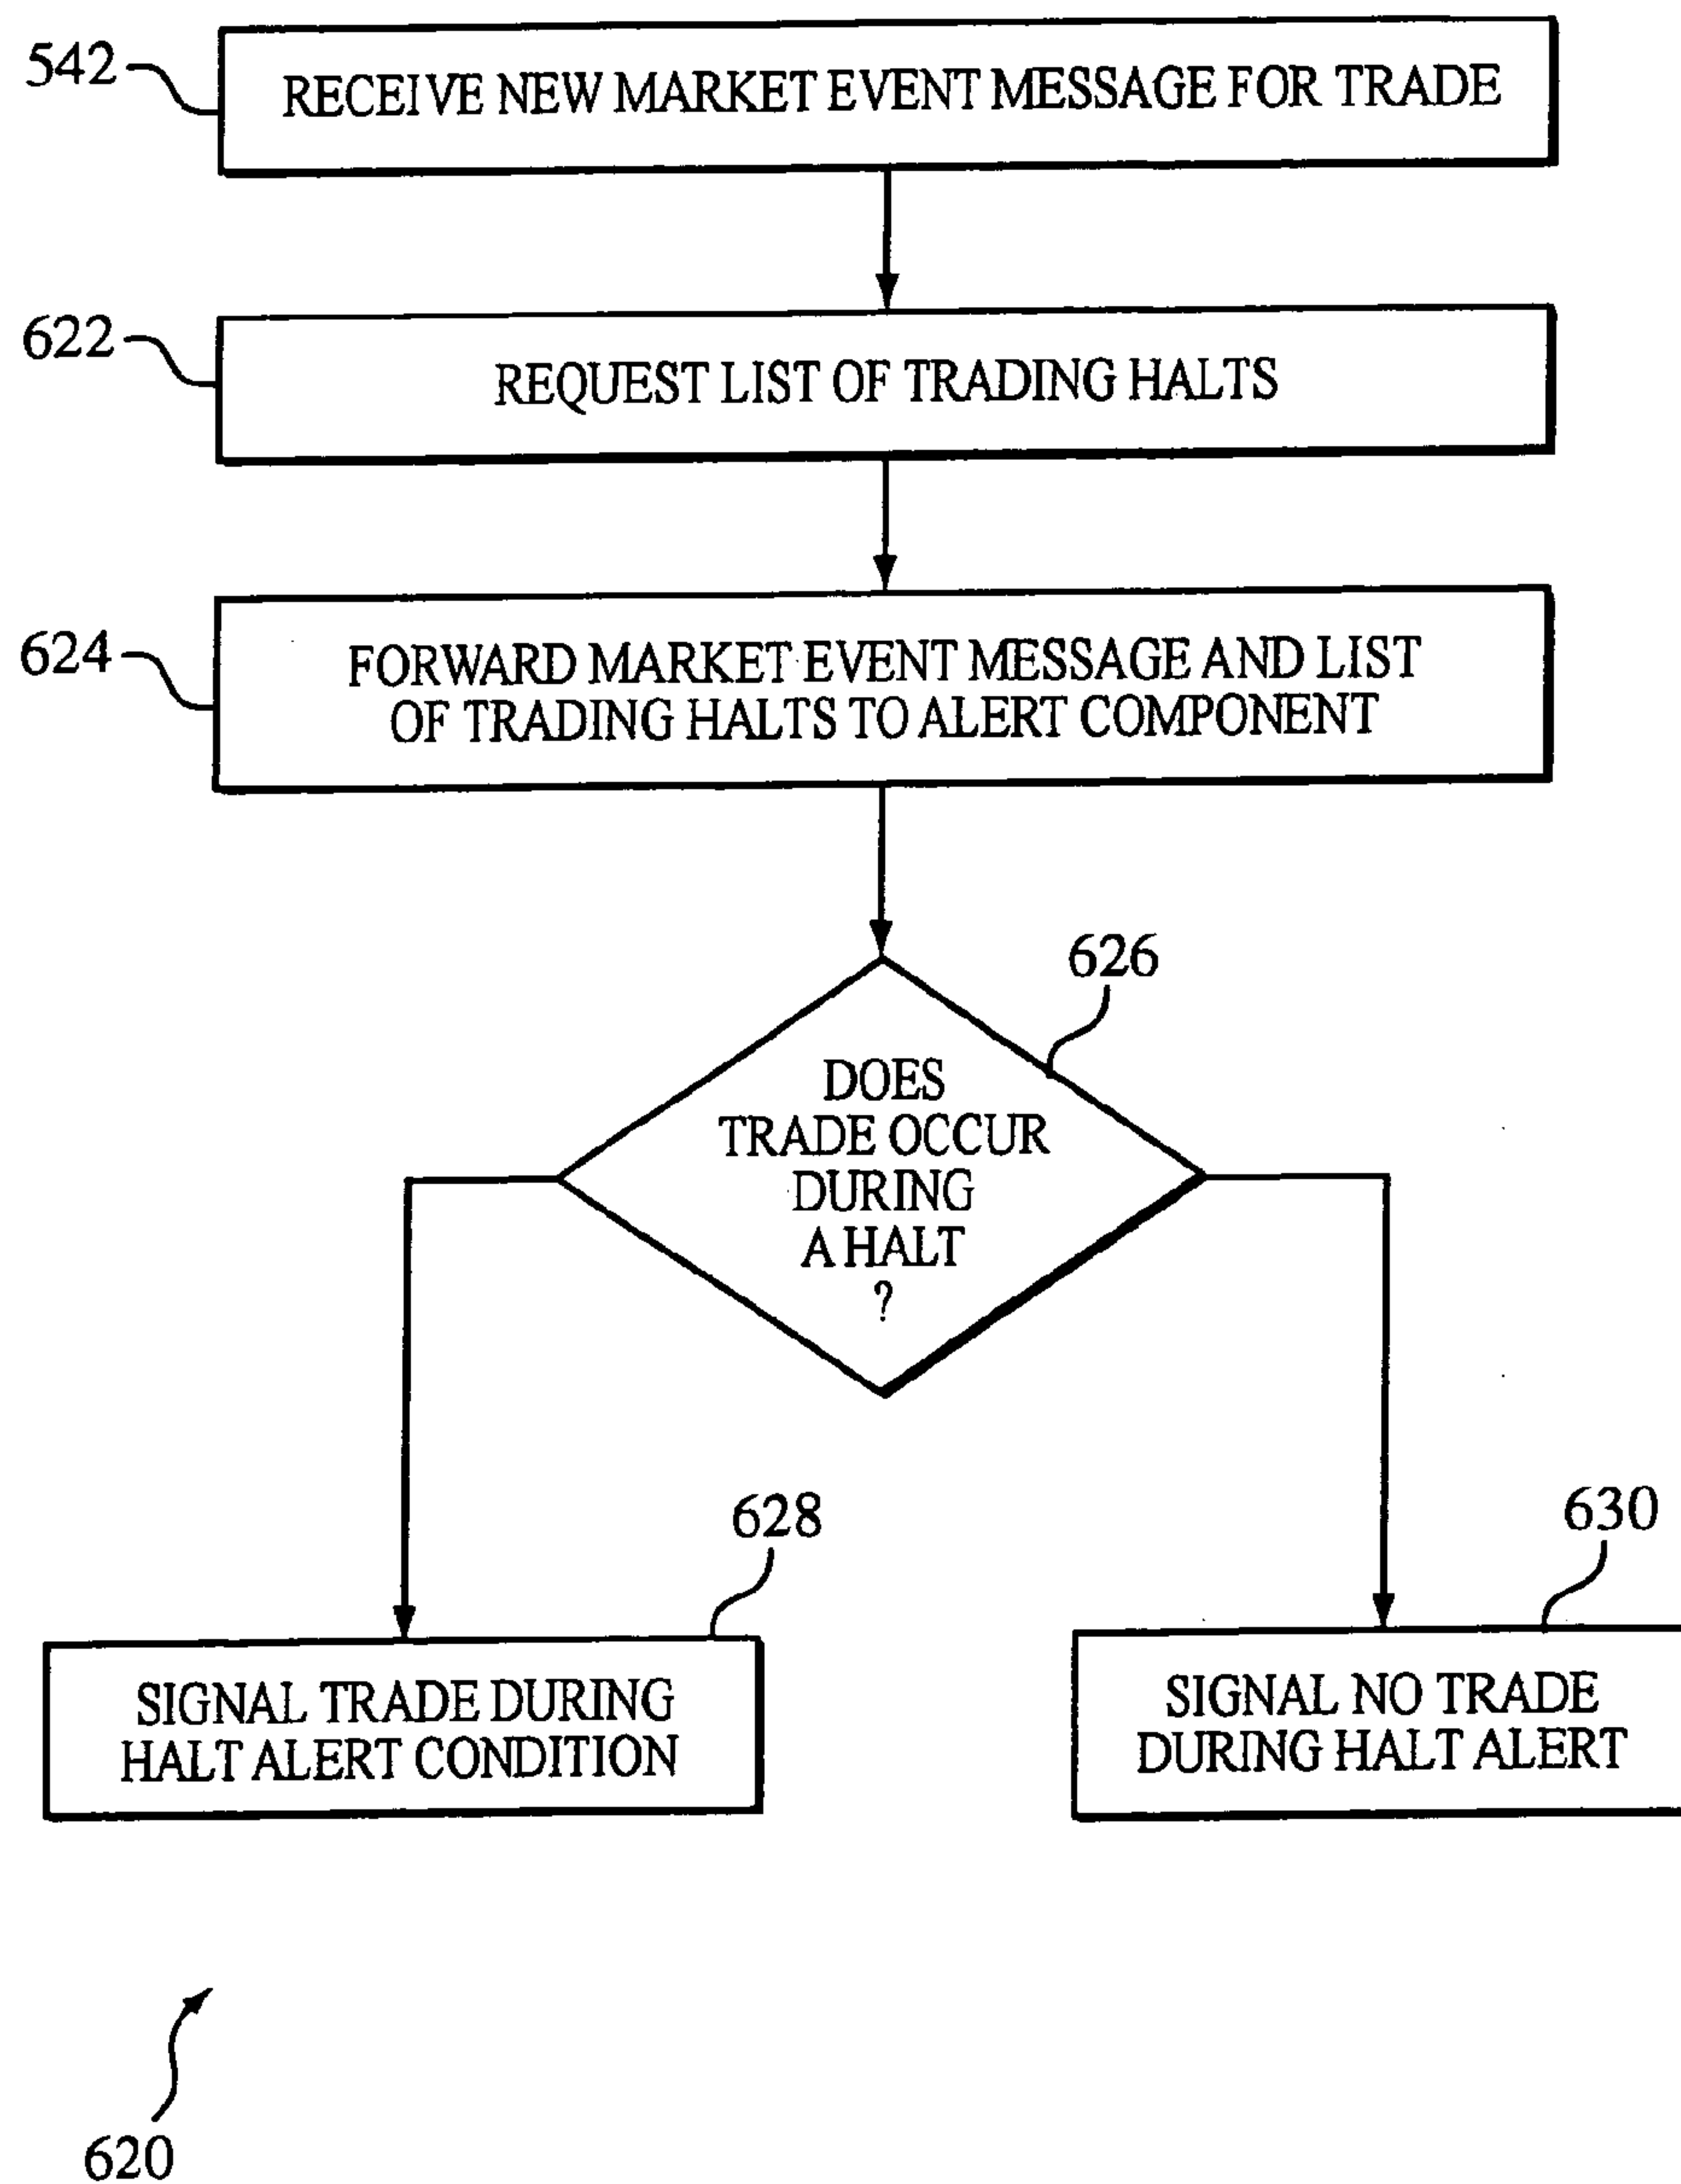 542
RECEIVE NEW MARKET EVENT MESSAGE FOR TRADE
622
REQUEST LIST OF TRADING HALTS
624
FORWARD MARKET EVENT MESSAGE AND LIST
OF TRADING HALTS TO ALERT COMPONENT
626
DOES
TRADE OCCUR
DURING
A HALT
?
628
SIGNAL TRADE DURING
HALT ALERT CONDITION
630
SIGNAL NO TRADE
DURING HALT ALERT
620